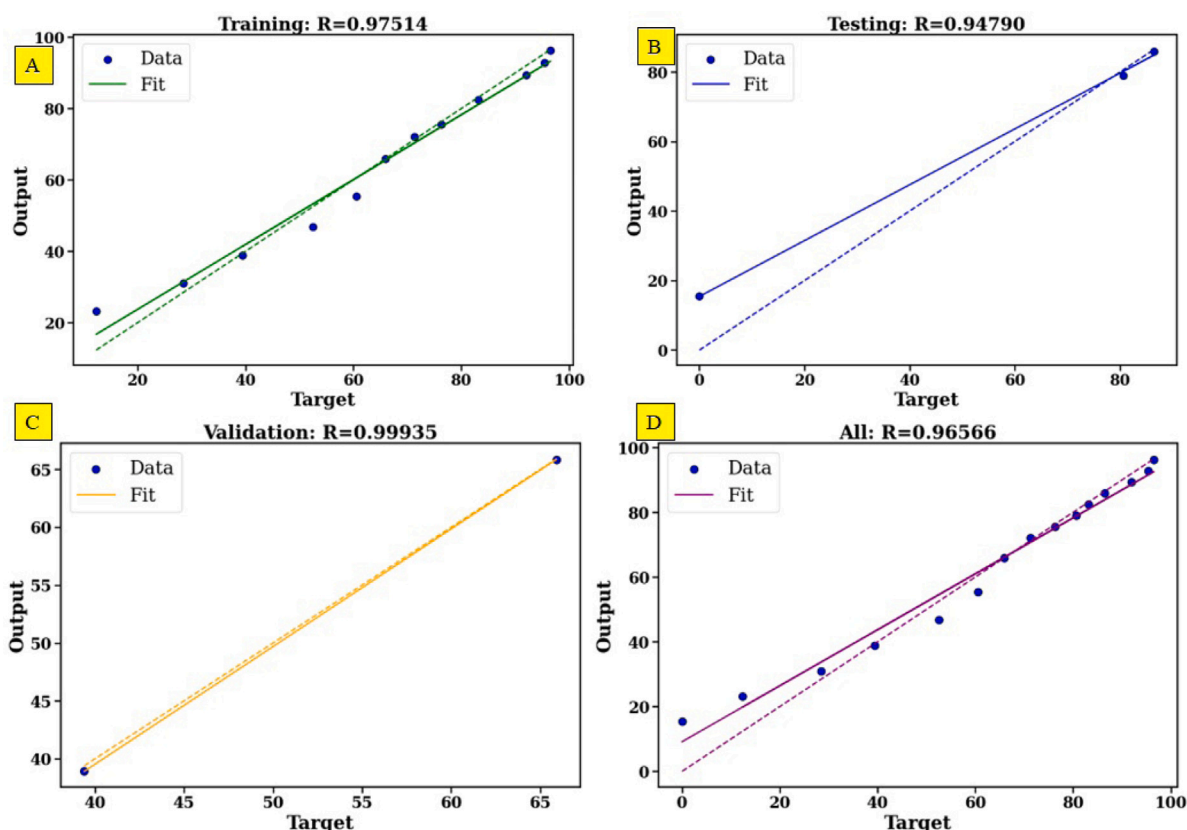 A
Training: R=0.97514
Data
Fit
Output
100
80
60
40
20
20 40 60 80 100
Target
B
Testing: R=0.94790
Data
Fit
Output
80
60
40
20
0
0 20 40 60 80
Target
C
Validation: R=0.99935
Data
Fit
Output
65
60
55
50
45
40
40 45 50 55 60 65
Target
D
All: R=0.96566
Data
Fit
Output
100
80
60
40
20
0
0 20 40 60 80 100
Target